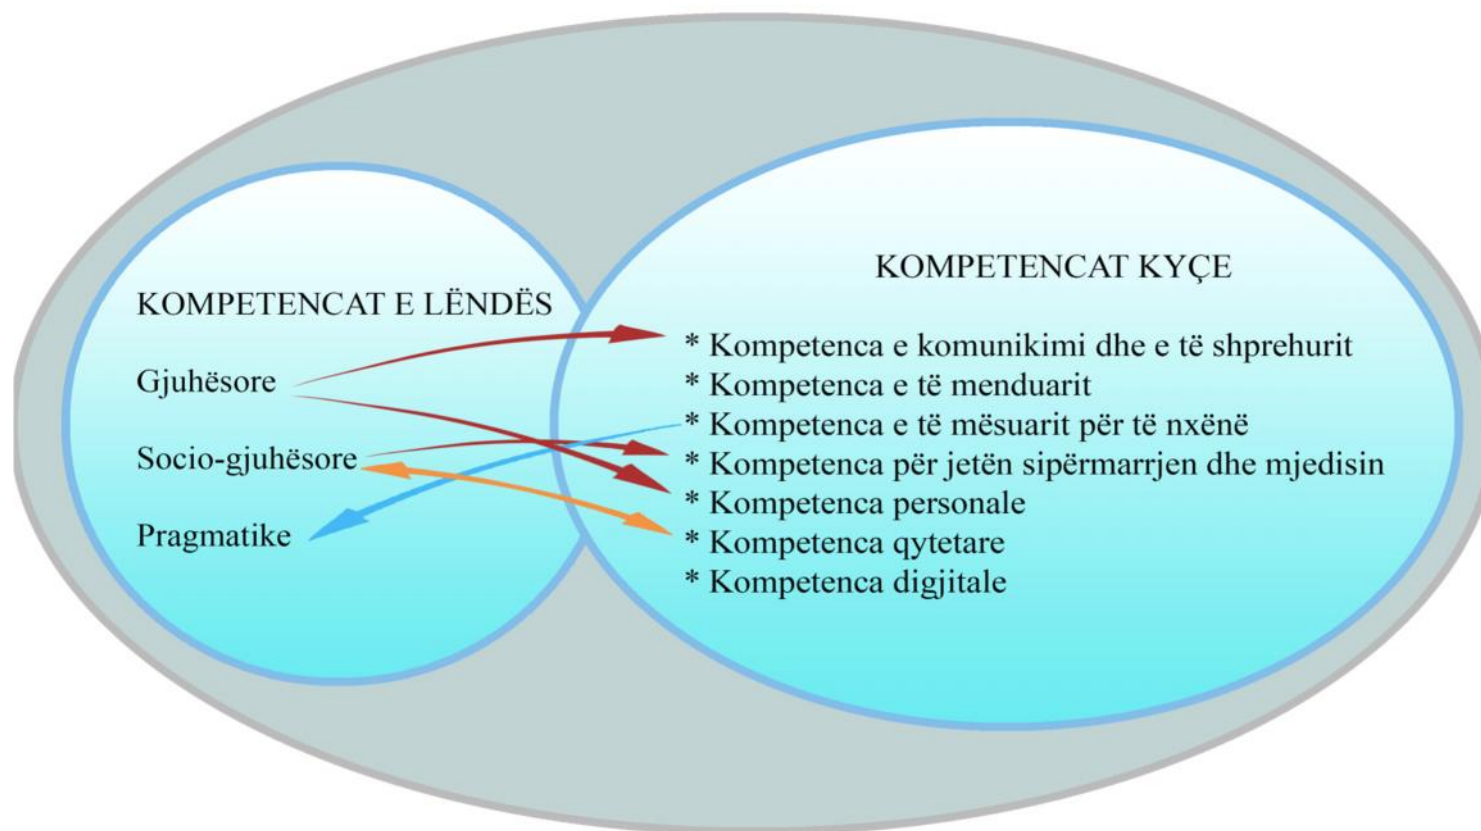 KOMPETENCAT E LËNDËS
Gjuhësore
Socio-gjuhësore
Pragmatike
KOMPETENCAT KYÇE
* Kompetenca e komunikimi dhe e të shprehurit
* Kompetenca e të menduarit
* Kompetenca e të mësuarit për të nxënë
* Kompetenca për jetën sipërmarrjen dhe mjedisin
* Kompetenca personale
* Kompetenca qytetare
* Kompetenca digjitale